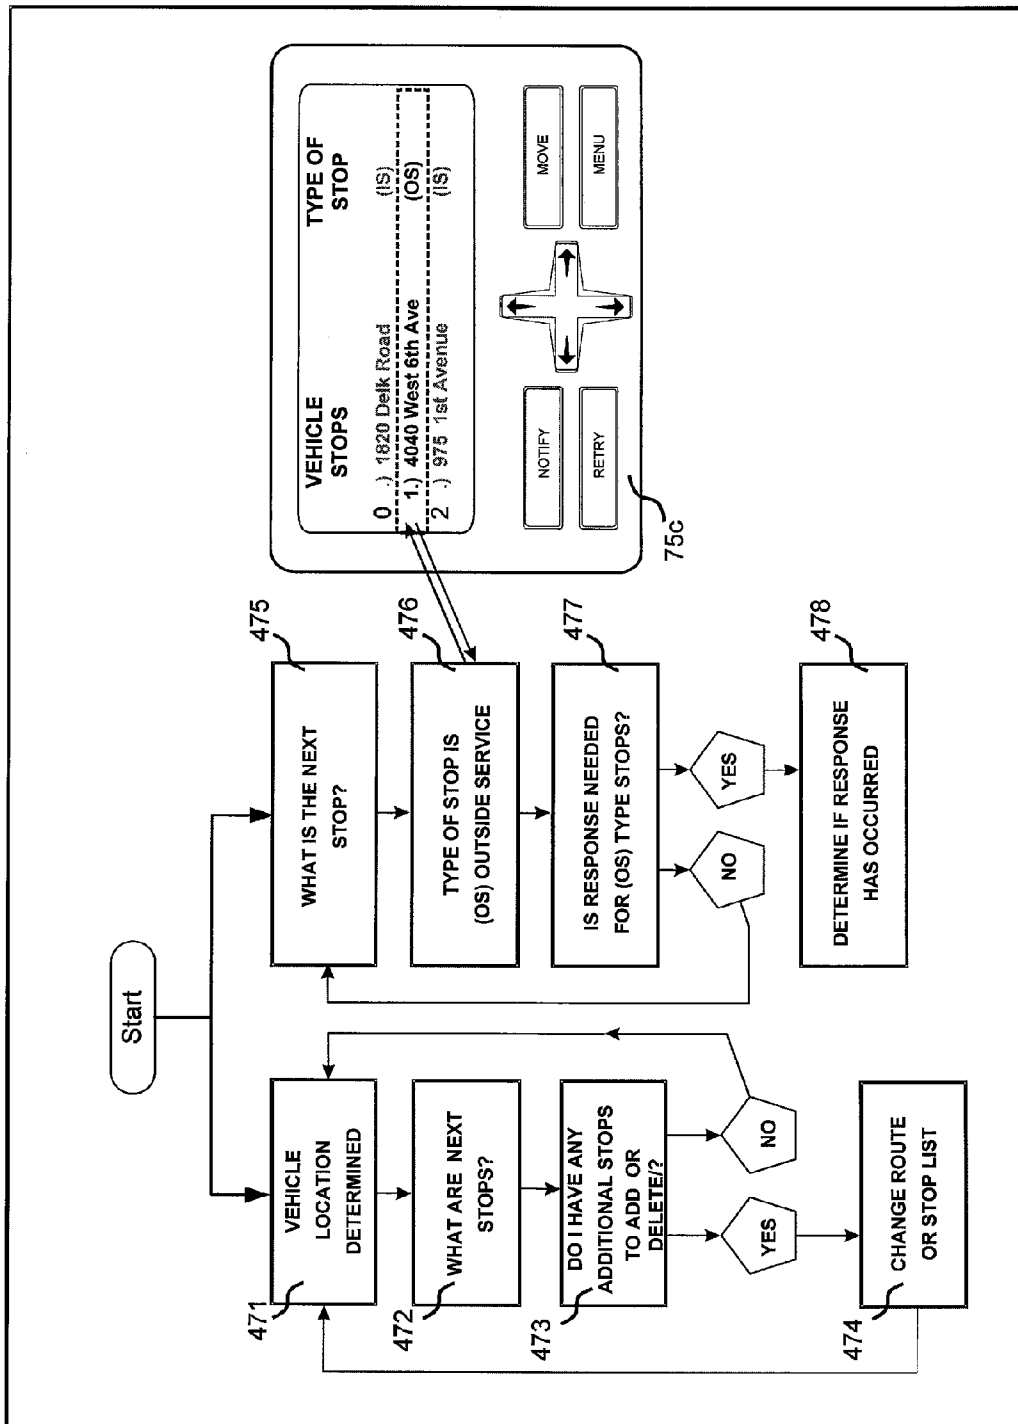 Start
471
VEHICLE
LOCATION
DETERMINED
472
WHAT ARE NEXT
STOPS?
473
DO I HAVE ANY
ADDITIONAL STOPS
TO ADD OR
DELETE/?
YES
NO
474
CHANGE ROUTE
OR STOP LIST
475
WHAT IS THE NEXT
STOP?
476
TYPE OF STOP IS
(OS) OUTSIDE SERVICE
477
IS RESPONSE NEEDED
FOR (OS) TYPE STOPS?
NO
YES
478
DETERMINE IF RESPONSE
HAS OCCURRED
VEHICLE
STOPS
TYPE OF
STOP
0 .) 1820 Delk Road (IS)
1.) 4040 West 6th Ave (OS)
2 .) 975 1st Avenue (IS)
NOTIFY
MOVE
RETRY
MENU
75c